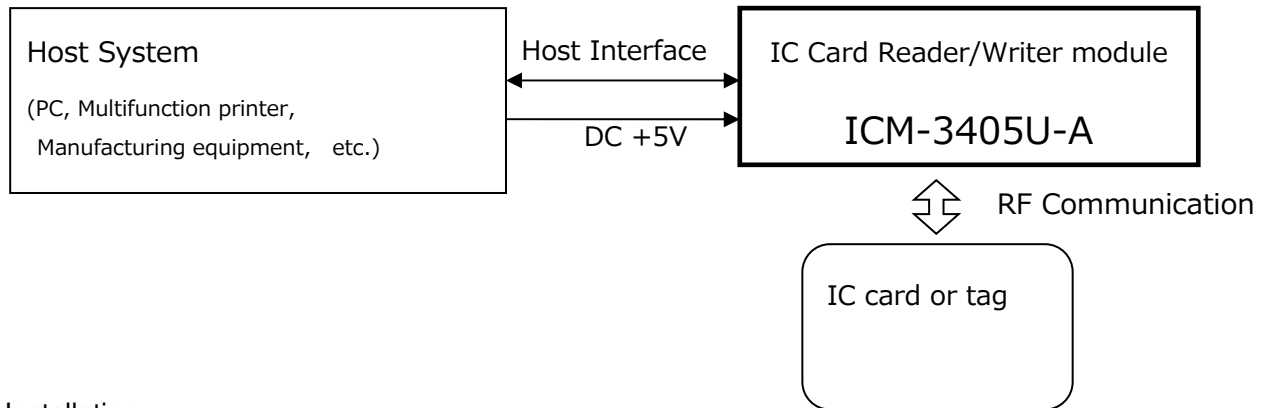 Host System
(PC, Multifunction printer,
Manufacturing equipment, etc.)
Host Interface
DC +5V
IC Card Reader/Writer module
ICM-3405U-A
RF Communication
IC card or tag